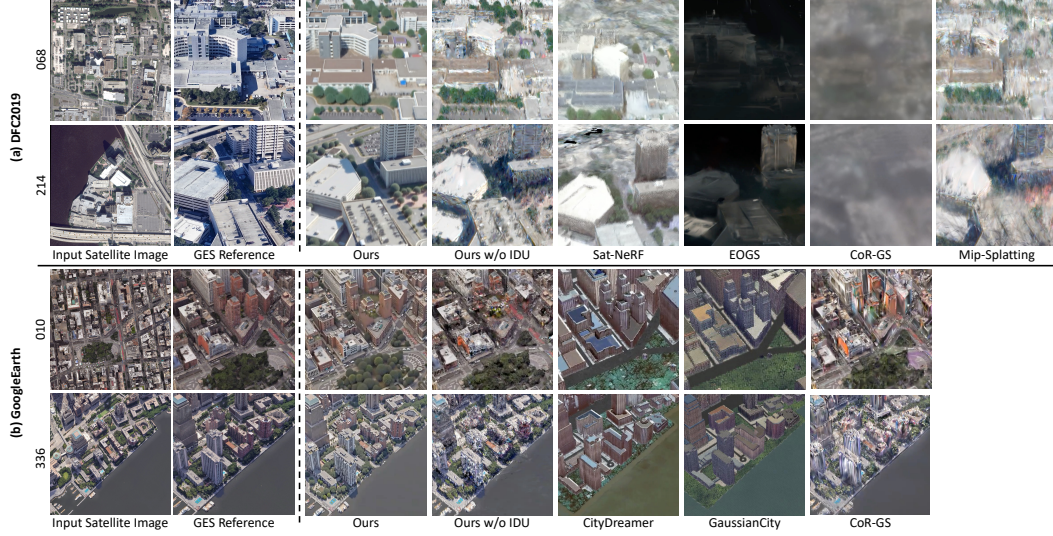 (a) DFC2019
068
214
Input Satellite Image GES Reference Ours Ours w/o IDU Sat-NeRF EOGS CoR-GS Mip-Splatting
(b) GoogleEarth
010
336
Input Satellite Image GES Reference Ours Ours w/o IDU CityDreamer GaussianCity CoR-GS